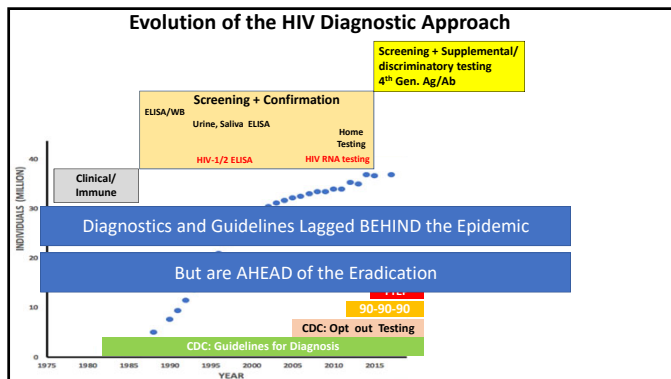 Evolution of the HIV Diagnostic Approach
Screening + Supplemental/
discriminatory testing
4th Gen. Ag/Ab
Screening + Confirmation
ELISA/WB
Urine, Saliva ELISA
Home
Testing
HIV-1/2 ELISA
HIV RNA testing
Clinical/
Immune
INDIVIDUALS (MILLION)
40
30
Diagnostics and Guidelines Lagged BEHIND the Epidemic
20
But are AHEAD of the Eradication
10
90-90-90
CDC: Opt out Testing
CDC: Guidelines for Diagnosis
0
1975
1980
1985
1990
1995
2000
2005
2010
2015
YEAR